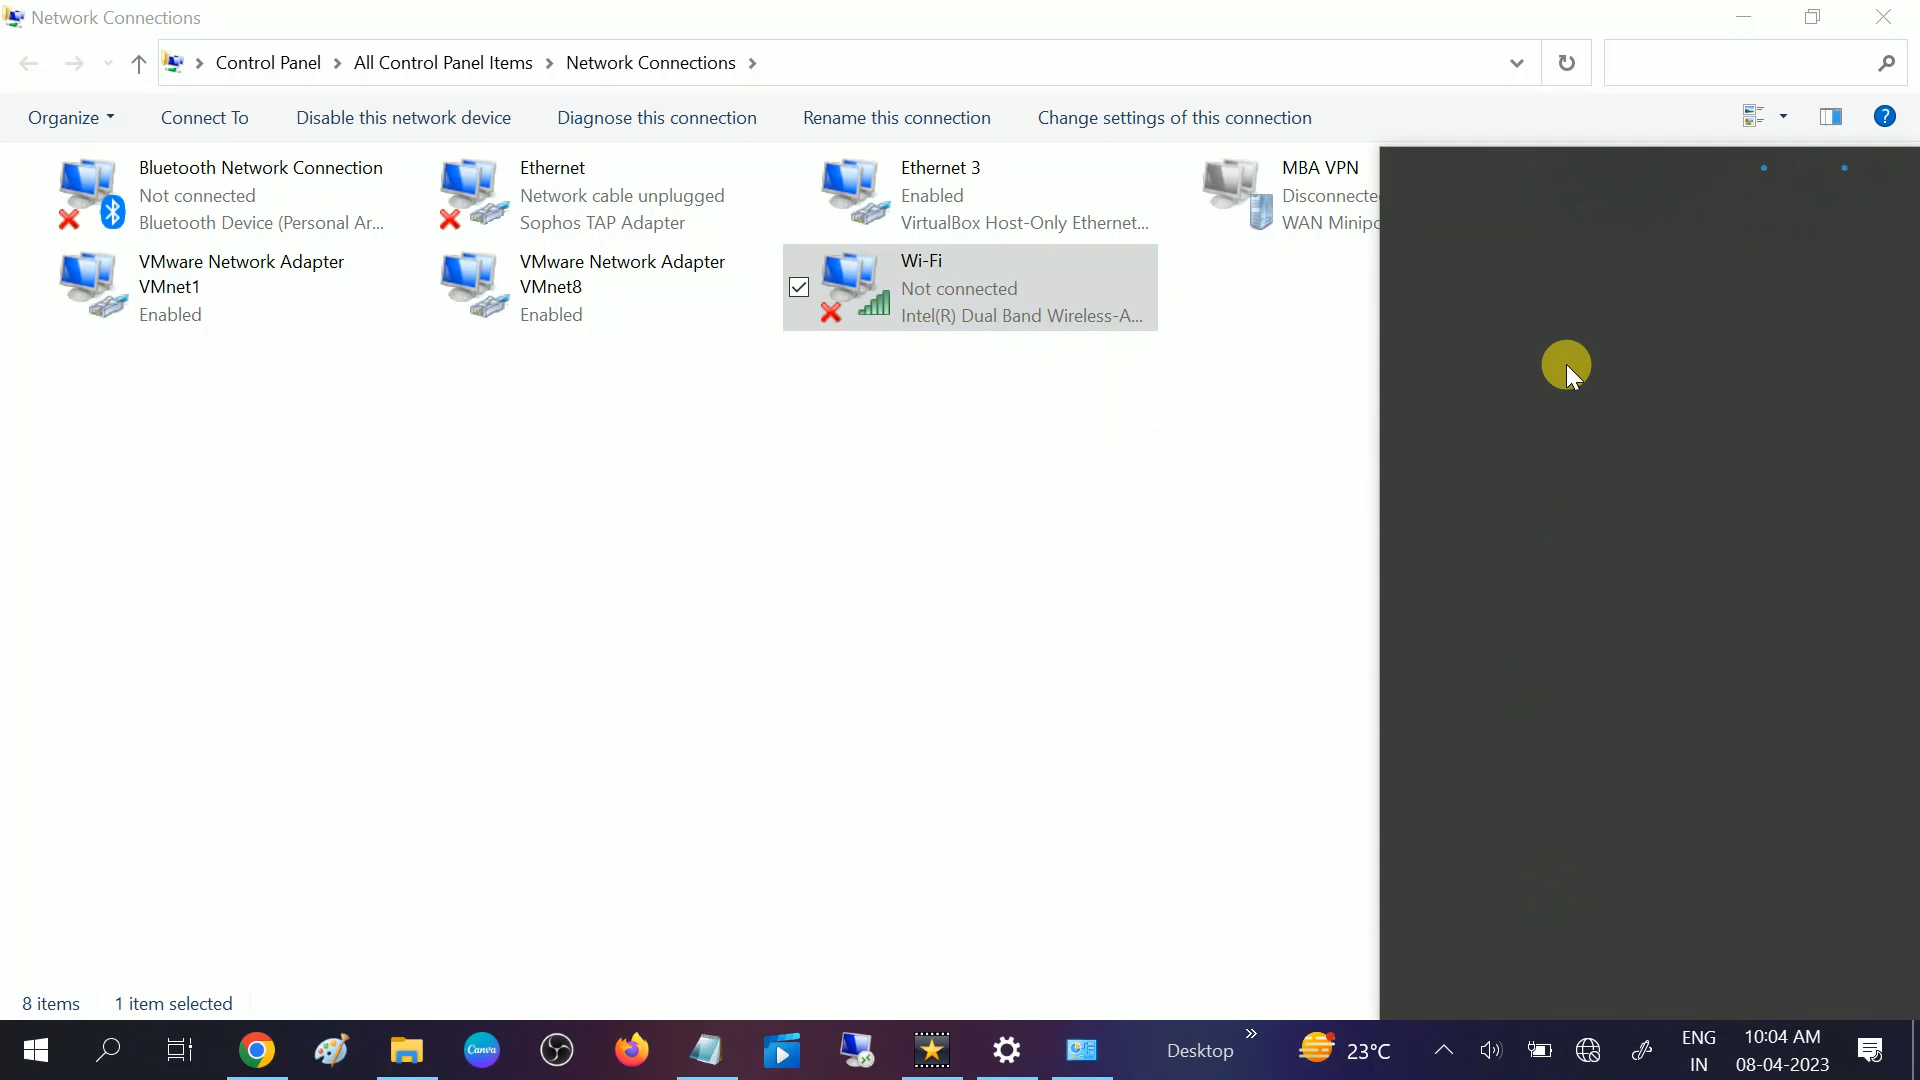 Network Connections
Control Panel > All Control Panel Items > Network Connections >
Organize Connect To Disable this network device Diagnose this connection Rename this connection Change settings of this connection
Bluetooth Network Connection
Not connected
Bluetooth Device (Personal Ar...
Ethernet
Network cable unplugged
Sophos TAP Adapter
Ethernet 3
Enabled
VirtualBox Host-Only Ethernet...
MBA VPN
Disconnecte
WAN Minipo
VMware Network Adapter
VMnet1
Enabled
VMware Network Adapter
VMnet8
Enabled
Wi-Fi
Not connected
Intel(R) Dual Band Wireless-A...
8 items 1 item selected
Canva
Desktop
23°C
ENG
IN
10:04 AM
08-04-2023